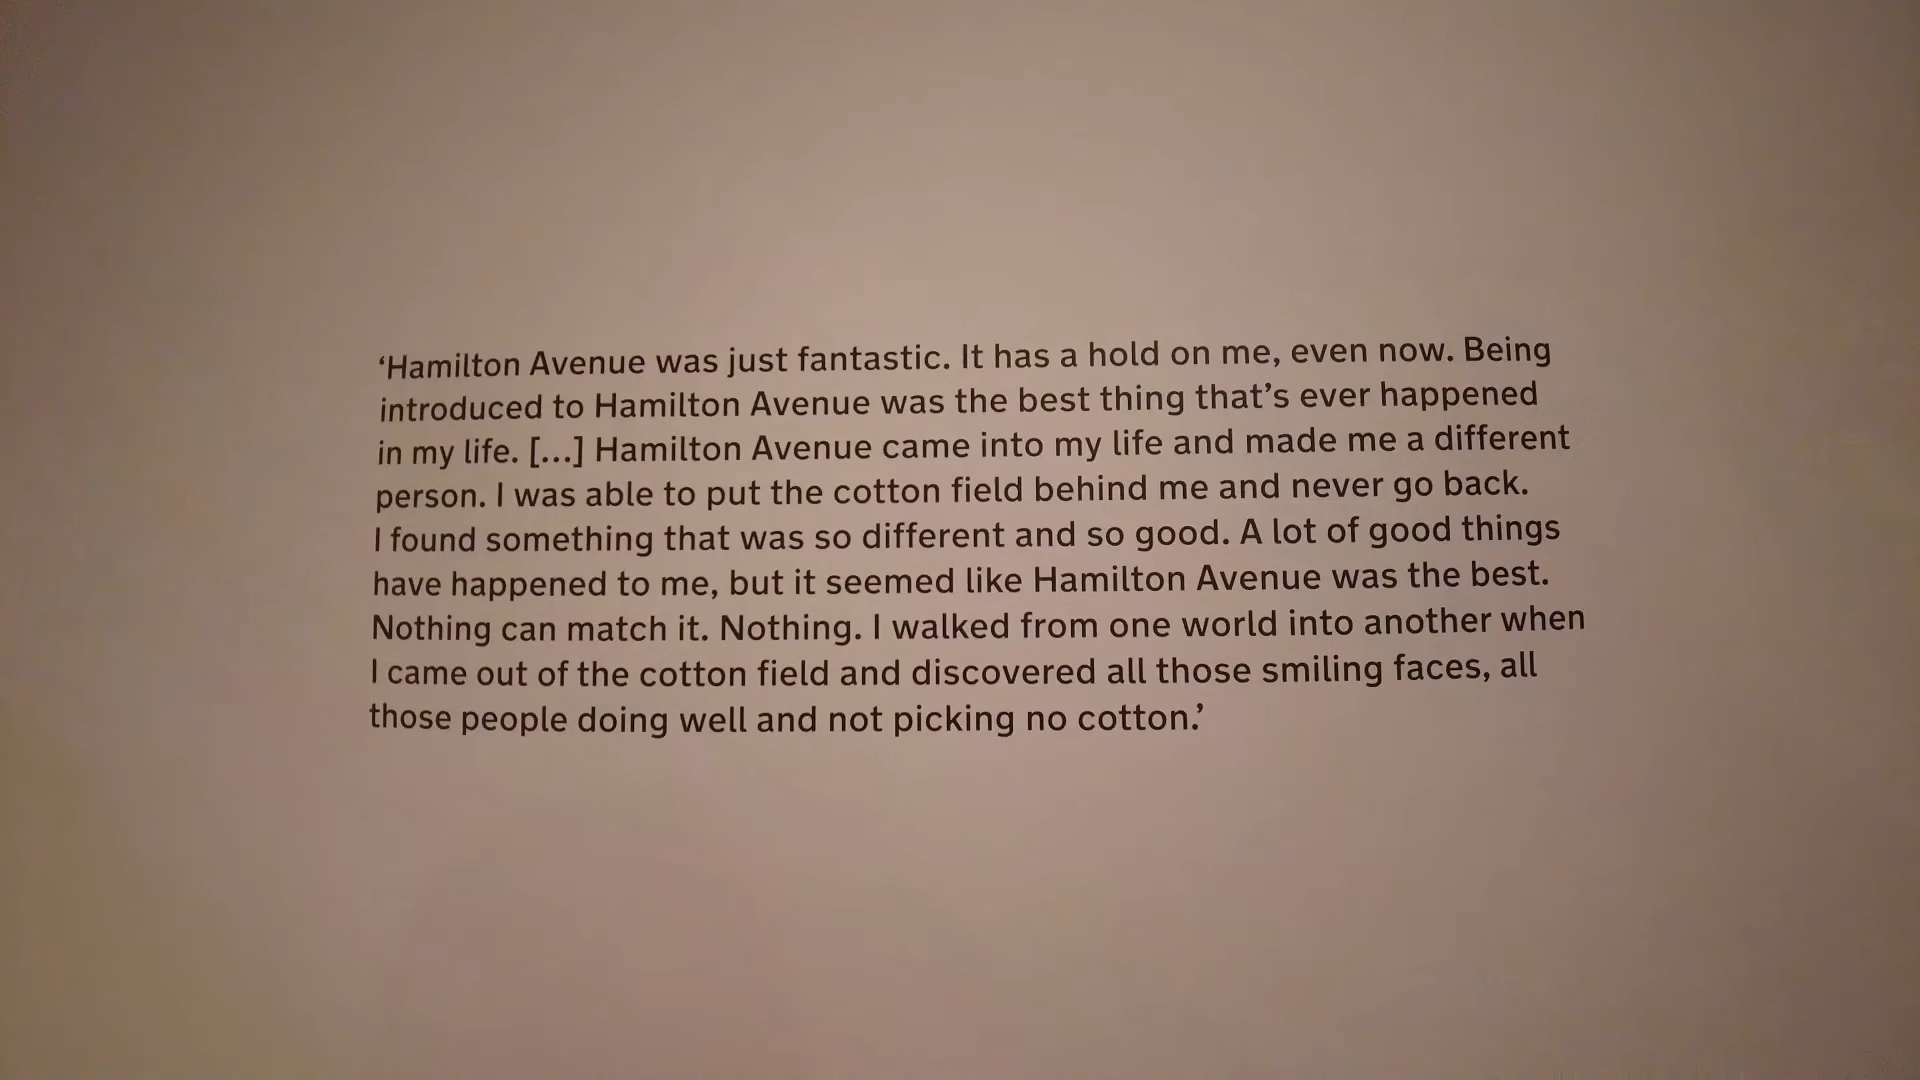 ‘Hamilton Avenue was just fantastic. It has a hold on me, even now. Being
introduced to Hamilton Avenue was the best thing that’s ever happened
in my life. [...] Hamilton Avenue came into my life and made me a different
person. I was able to put the cotton field behind me and never go back.
I found something that was so different and so good. A lot of good things
have happened to me, but it seemed like Hamilton Avenue was the best.
Nothing can match it. Nothing. I walked from one world into another when
I came out of the cotton field and discovered all those smiling faces, all
those people doing well and not picking no cotton.’